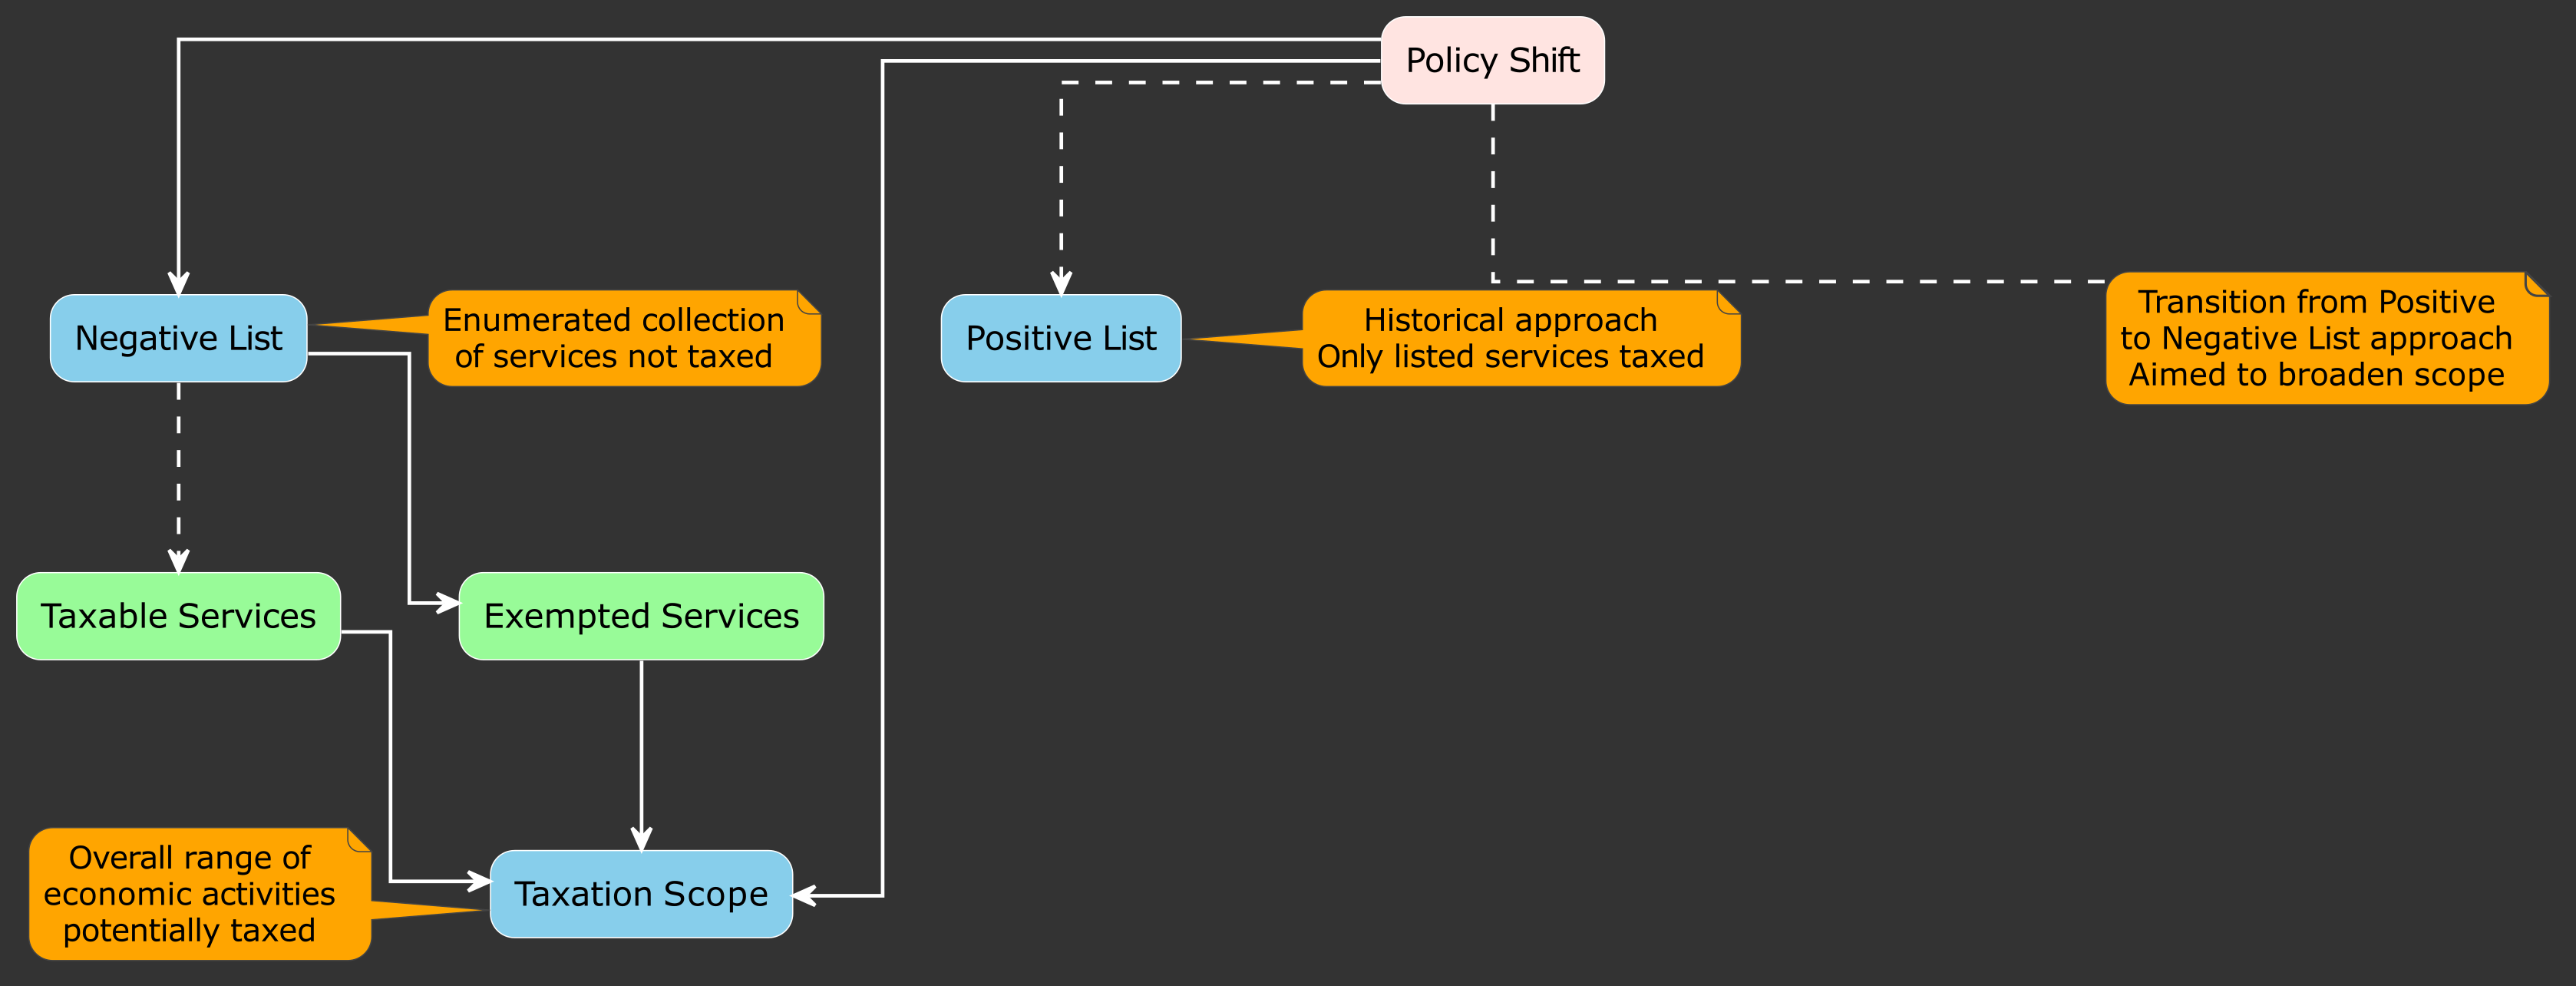 Policy Shift
Negative List
Enumerated collection
of services not taxed
Positive List
Historical approach
Only listed services taxed
Transition from Positive
to Negative List approach
Aimed to broaden scope
Taxable Services
Exempted Services
Overall range of
economic activities
potentially taxed
Taxation Scope